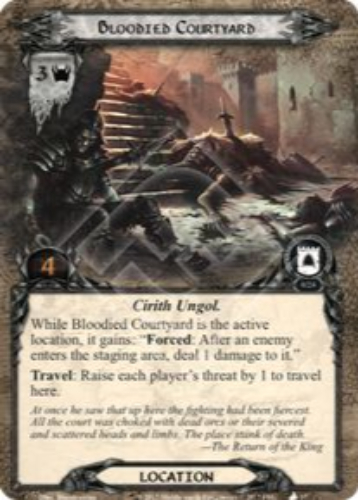 BLOODIED COURTYARD
3
4
Cirith Ungol.
While Bloodied Courtyard is the active
location, it gains: "Forced: After an enemy
enters the staging area, deal 1 damage to it."
Travel: Raise each player's threat by 1 to travel
here.
At once he saw that up here the fighting had been fiercest.
All the court was choked with dead orcs or their severed
and scattered heads and limbs. The place stank of death.
—The Return of the King
LOCATION